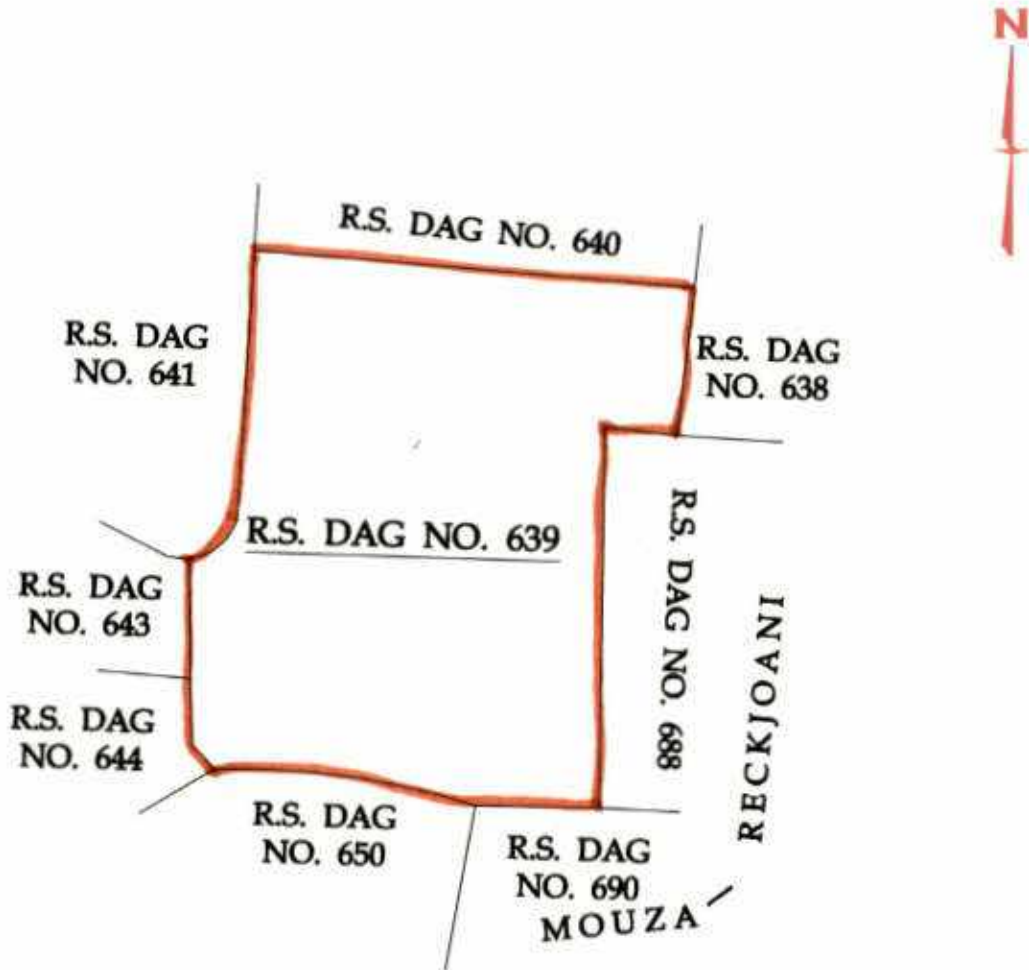 N
R.S. DAG NO. 640
R.S. DAG
NO. 641
R.S. DAG
NO. 638
R.S. DAG NO. 639
R.S. DAG NO. 688
R.S. DAG
NO. 643
R.S. DAG
NO. 644
R.S. DAG
NO. 650
R.S. DAG
NO. 690
MOUZA – RECKJOANI